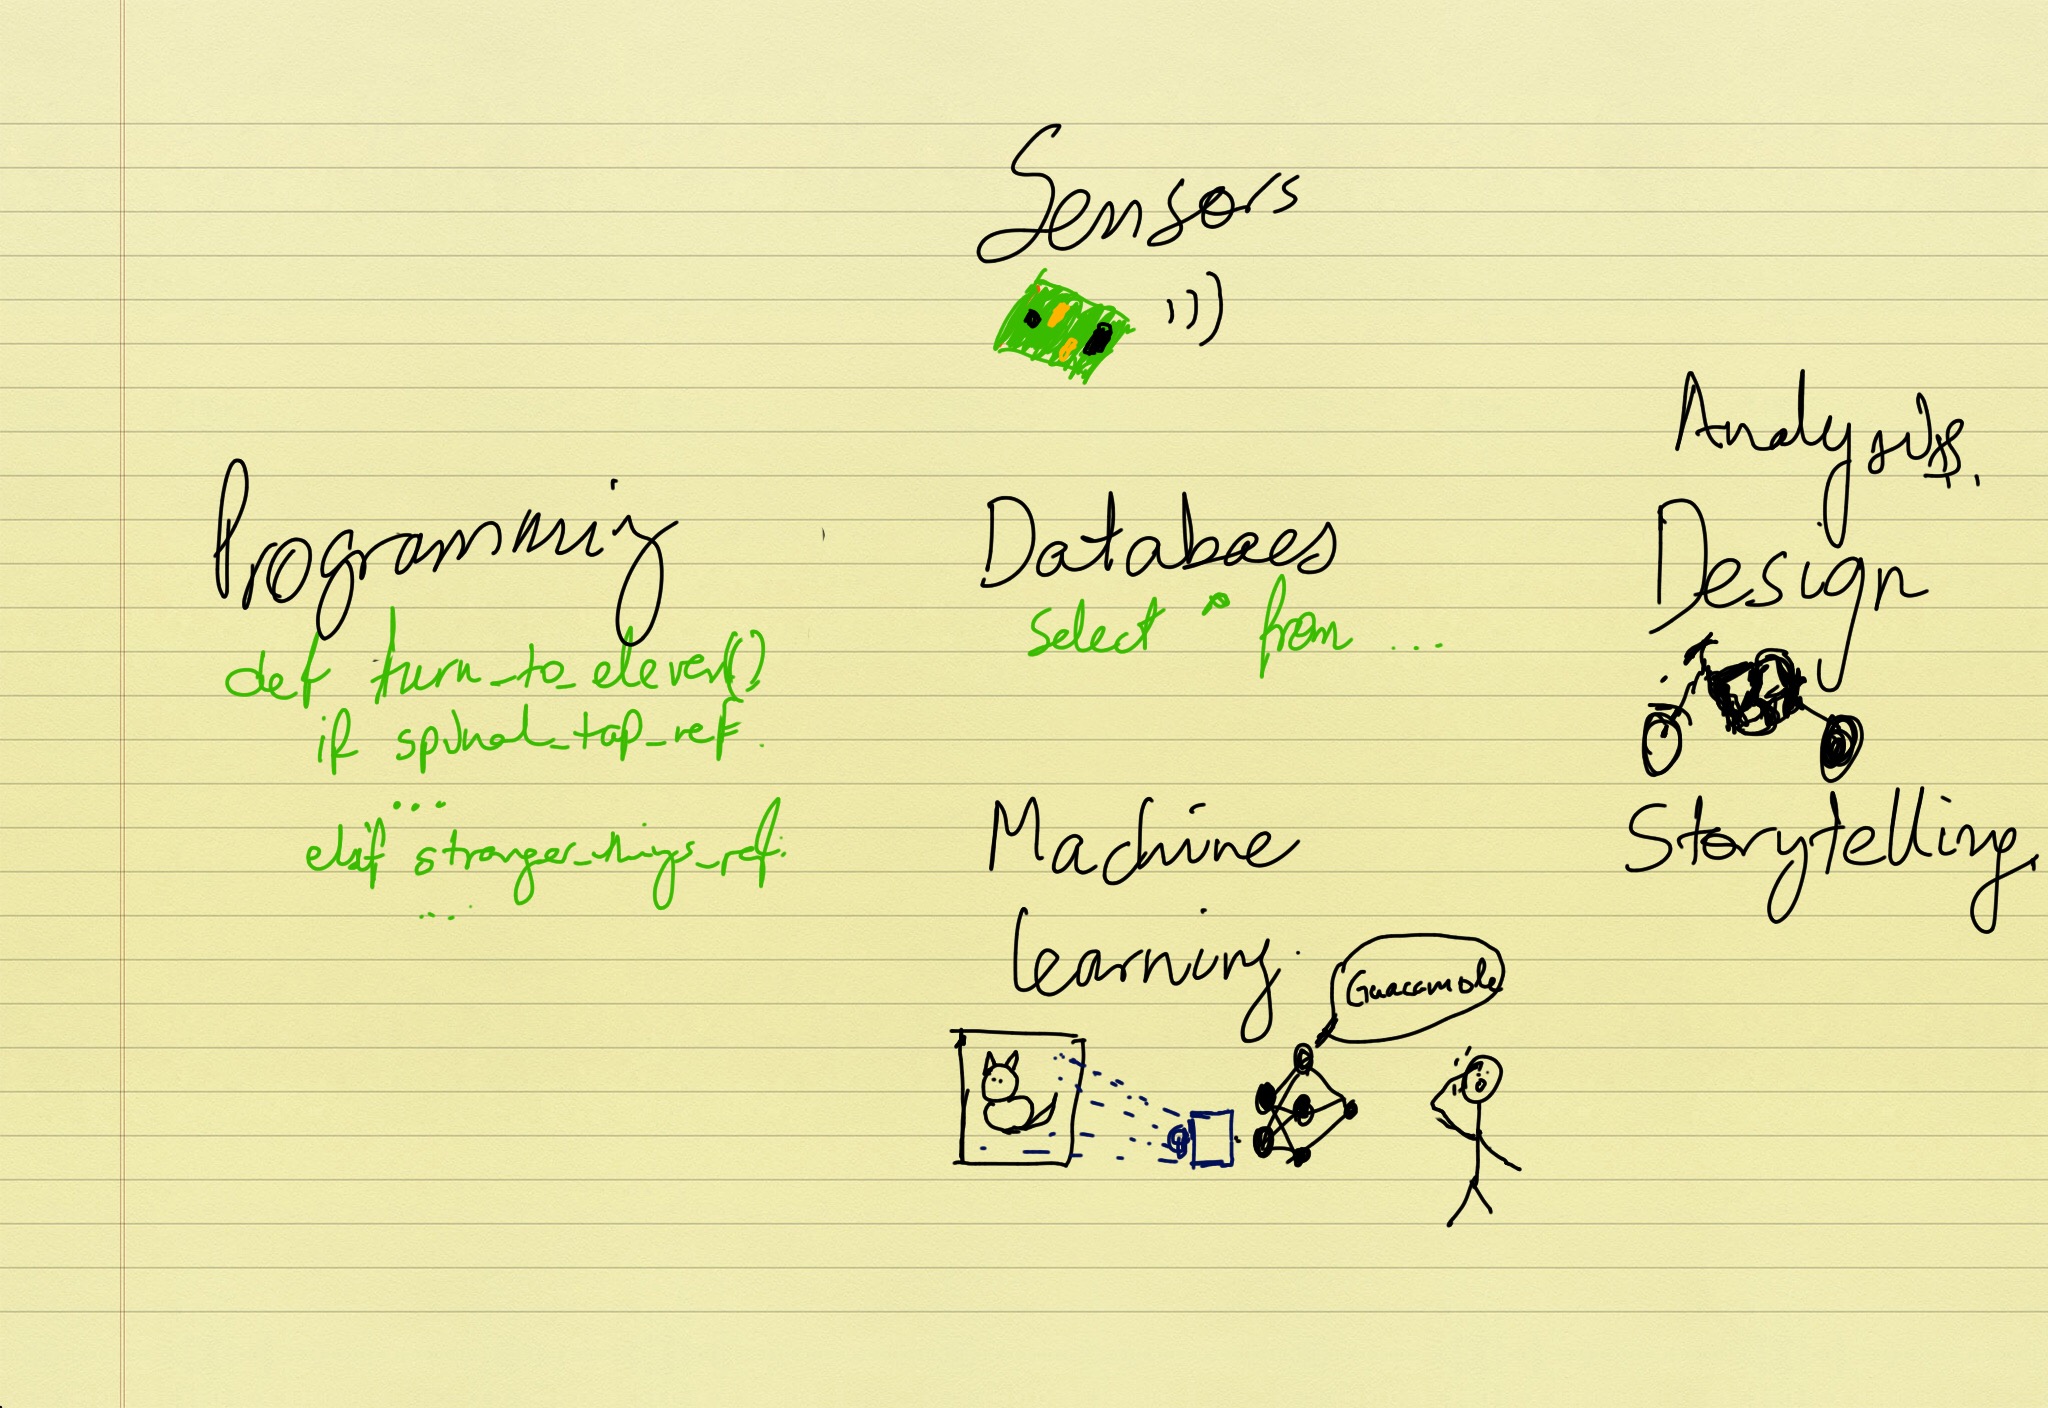 Sensors
Programming
def turn_to_eleven()
if spinal_tap_ref:
...
elif stranger_things_ref:
...
Databaes
Select * from ...
Machine
learning.
Guacamole
Analysis.
Design
Storytelling.